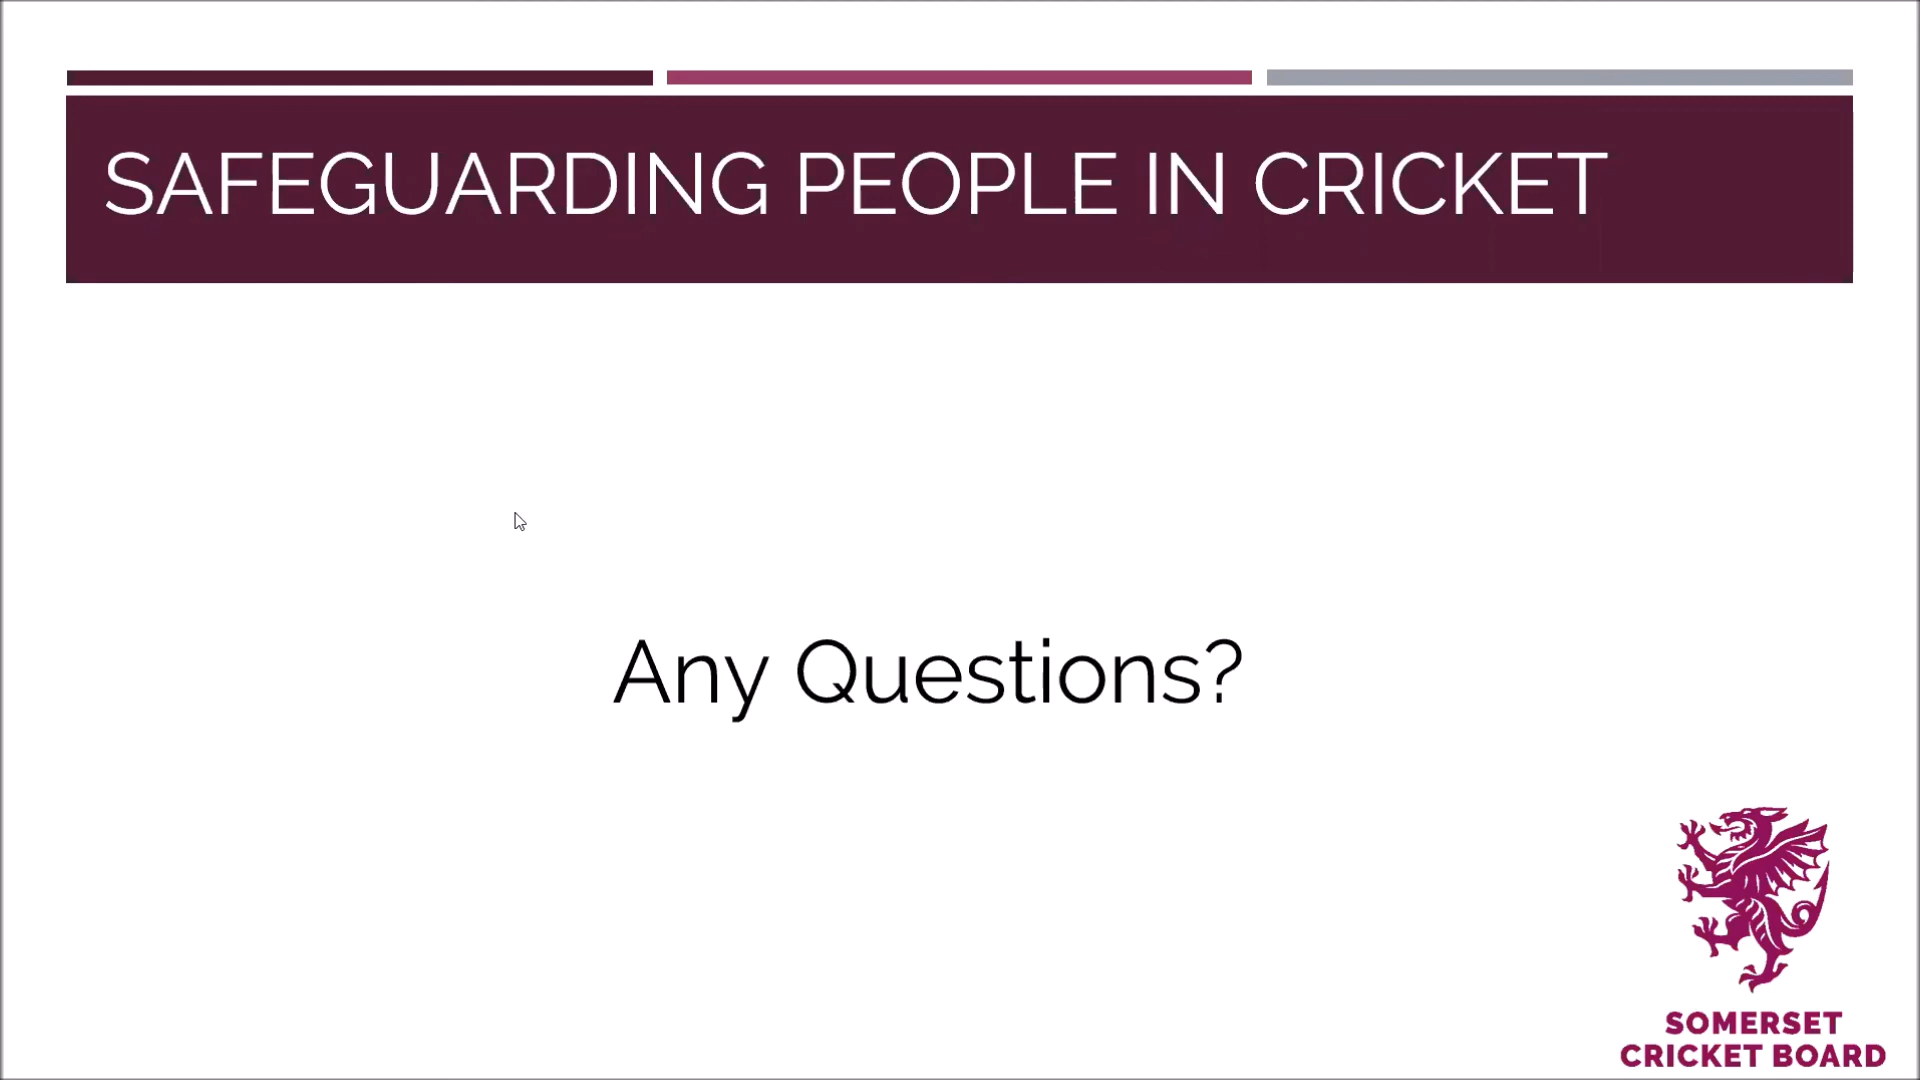 SAFEGUARDING PEOPLE IN CRICKET
Any Questions?
SOMERSET
CRICKET BOARD